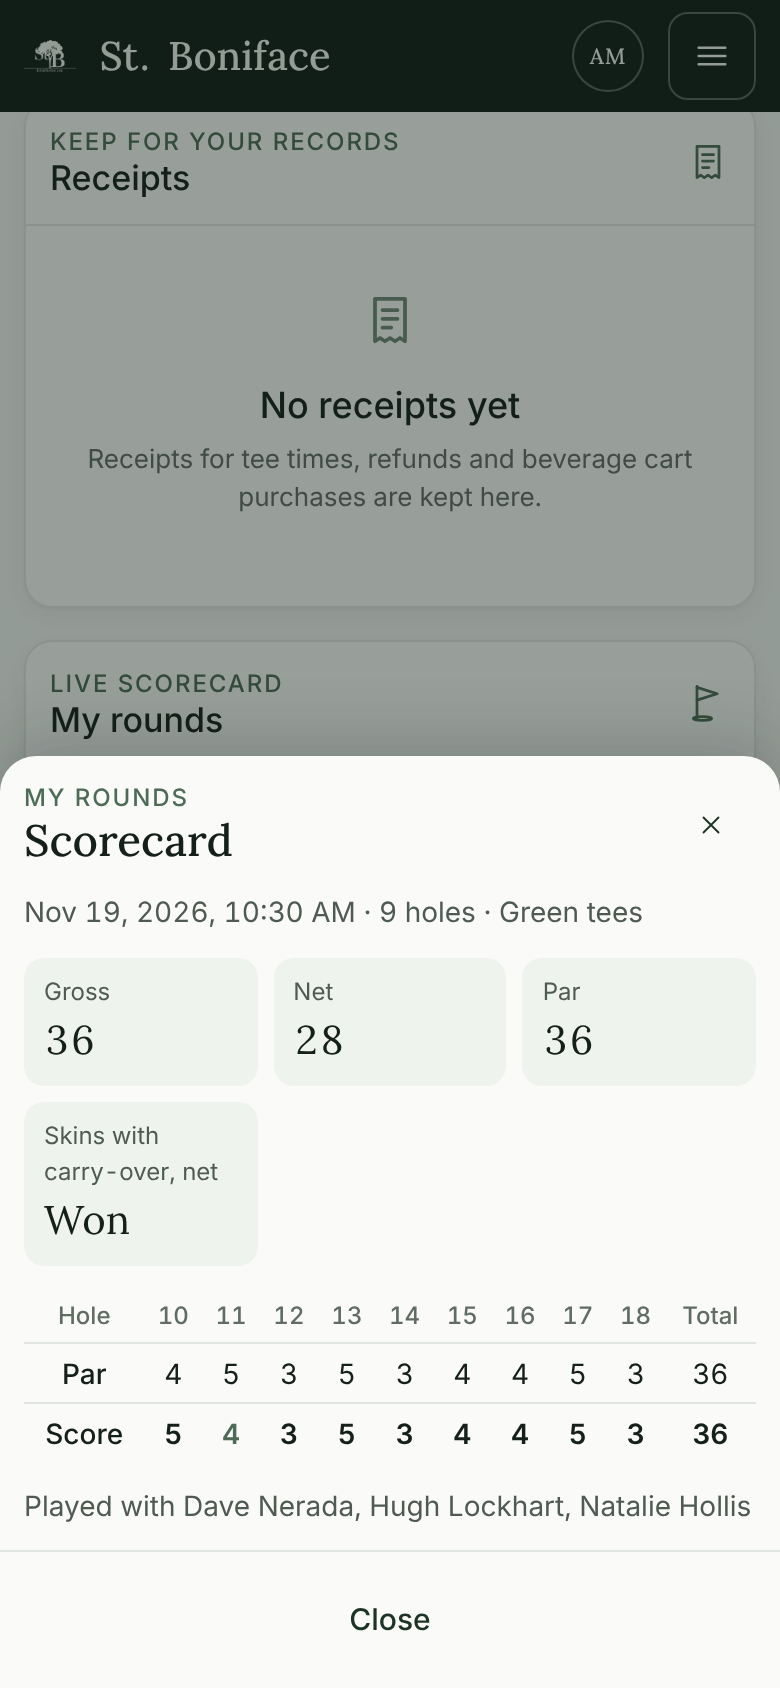 St. Boniface
AM
KEEP FOR YOUR RECORDS
Receipts
No receipts yet
Receipts for tee times, refunds and beverage cart
purchases are kept here.
LIVE SCORECARD
My rounds
MY ROUNDS
Scorecard
Nov 19, 2026, 10:30 AM · 9 holes · Green tees
Gross Net Par
36 28 36
Skins with
carry-over, net
Won
Hole 10 11 12 13 14 15 16 17 18 Total
Par 4 5 3 5 3 4 4 5 3 36
Score 5 4 3 5 3 4 4 5 3 36
Played with Dave Nerada, Hugh Lockhart, Natalie Hollis
Close